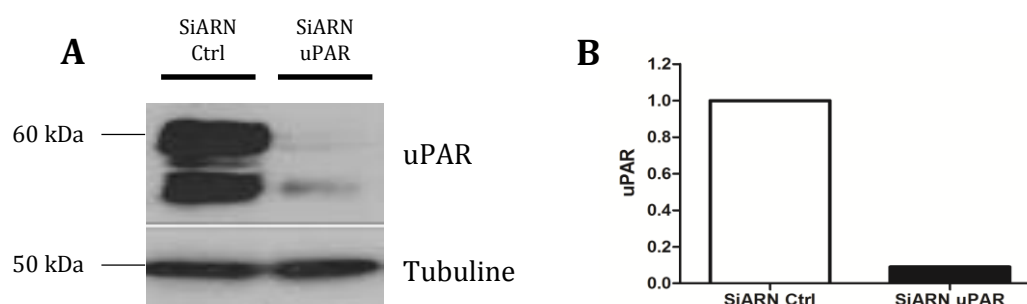 A
SiARN
Ctrl
SiARN
uPAR
60 kDa
uPAR
50 kDa
Tubuline
B
uPAR
1.2
1.0
0.8
0.6
0.4
0.2
0.0
SiARN Ctrl
SiARN uPAR